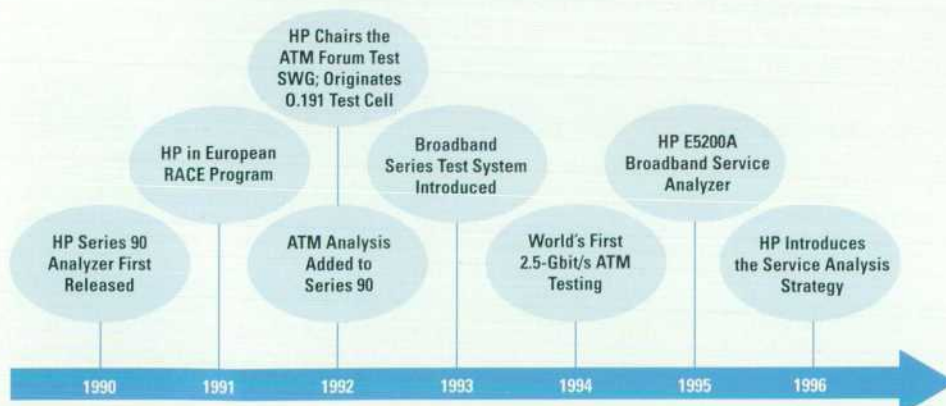 HP Chairs the
ATM Forum Test
SWG; Originates
O.191 Test Cell
HP in European
RACE Program
Broadband
Series Test System
Introduced
HP E5200A
Broadband Service
Analyzer
HP Series 90
Analyzer First
Released
ATM Analysis
Added to
Series 90
World's First
2.5-Gbit/s ATM
Testing
HP Introduces
the Service Analysis
Strategy
1990
1991
1992
1993
1994
1995
1996